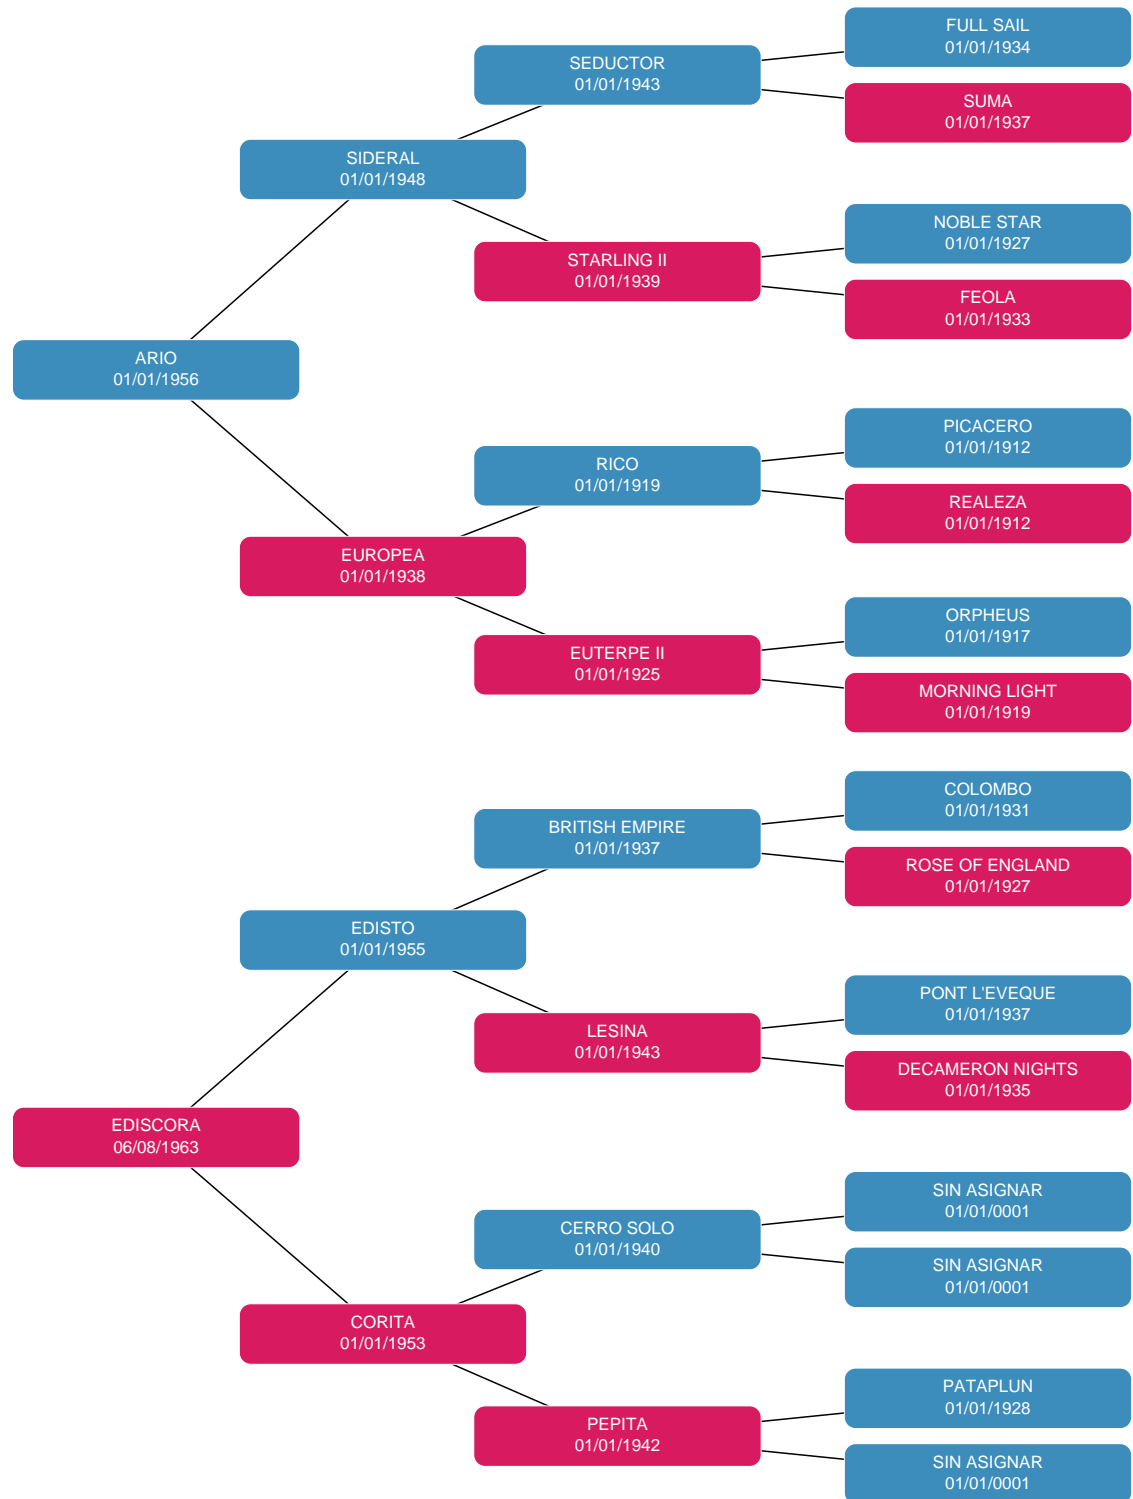 FULL SAIL
01/01/1934
SEDUCTOR
01/01/1943
SUMA
01/01/1937
SIDERAL
01/01/1948
NOBLE STAR
01/01/1927
STARLING II
01/01/1939
FEOLA
01/01/1933
ARIO
01/01/1956
PICACERO
01/01/1912
RICO
01/01/1919
REALEZA
01/01/1912
EUROPEA
01/01/1938
ORPHEUS
01/01/1917
EUTERPE II
01/01/1925
MORNING LIGHT
01/01/1919
COLOMBO
01/01/1931
BRITISH EMPIRE
01/01/1937
ROSE OF ENGLAND
01/01/1927
EDISTO
01/01/1955
PONT L'EVEQUE
01/01/1937
LESINA
01/01/1943
DECAMERON NIGHTS
01/01/1935
EDISCORA
06/08/1963
SIN ASIGNAR
01/01/0001
CERRO SOLO
01/01/1940
SIN ASIGNAR
01/01/0001
CORITA
01/01/1953
PATAPLUN
01/01/1928
PEPITA
01/01/1942
SIN ASIGNAR
01/01/0001